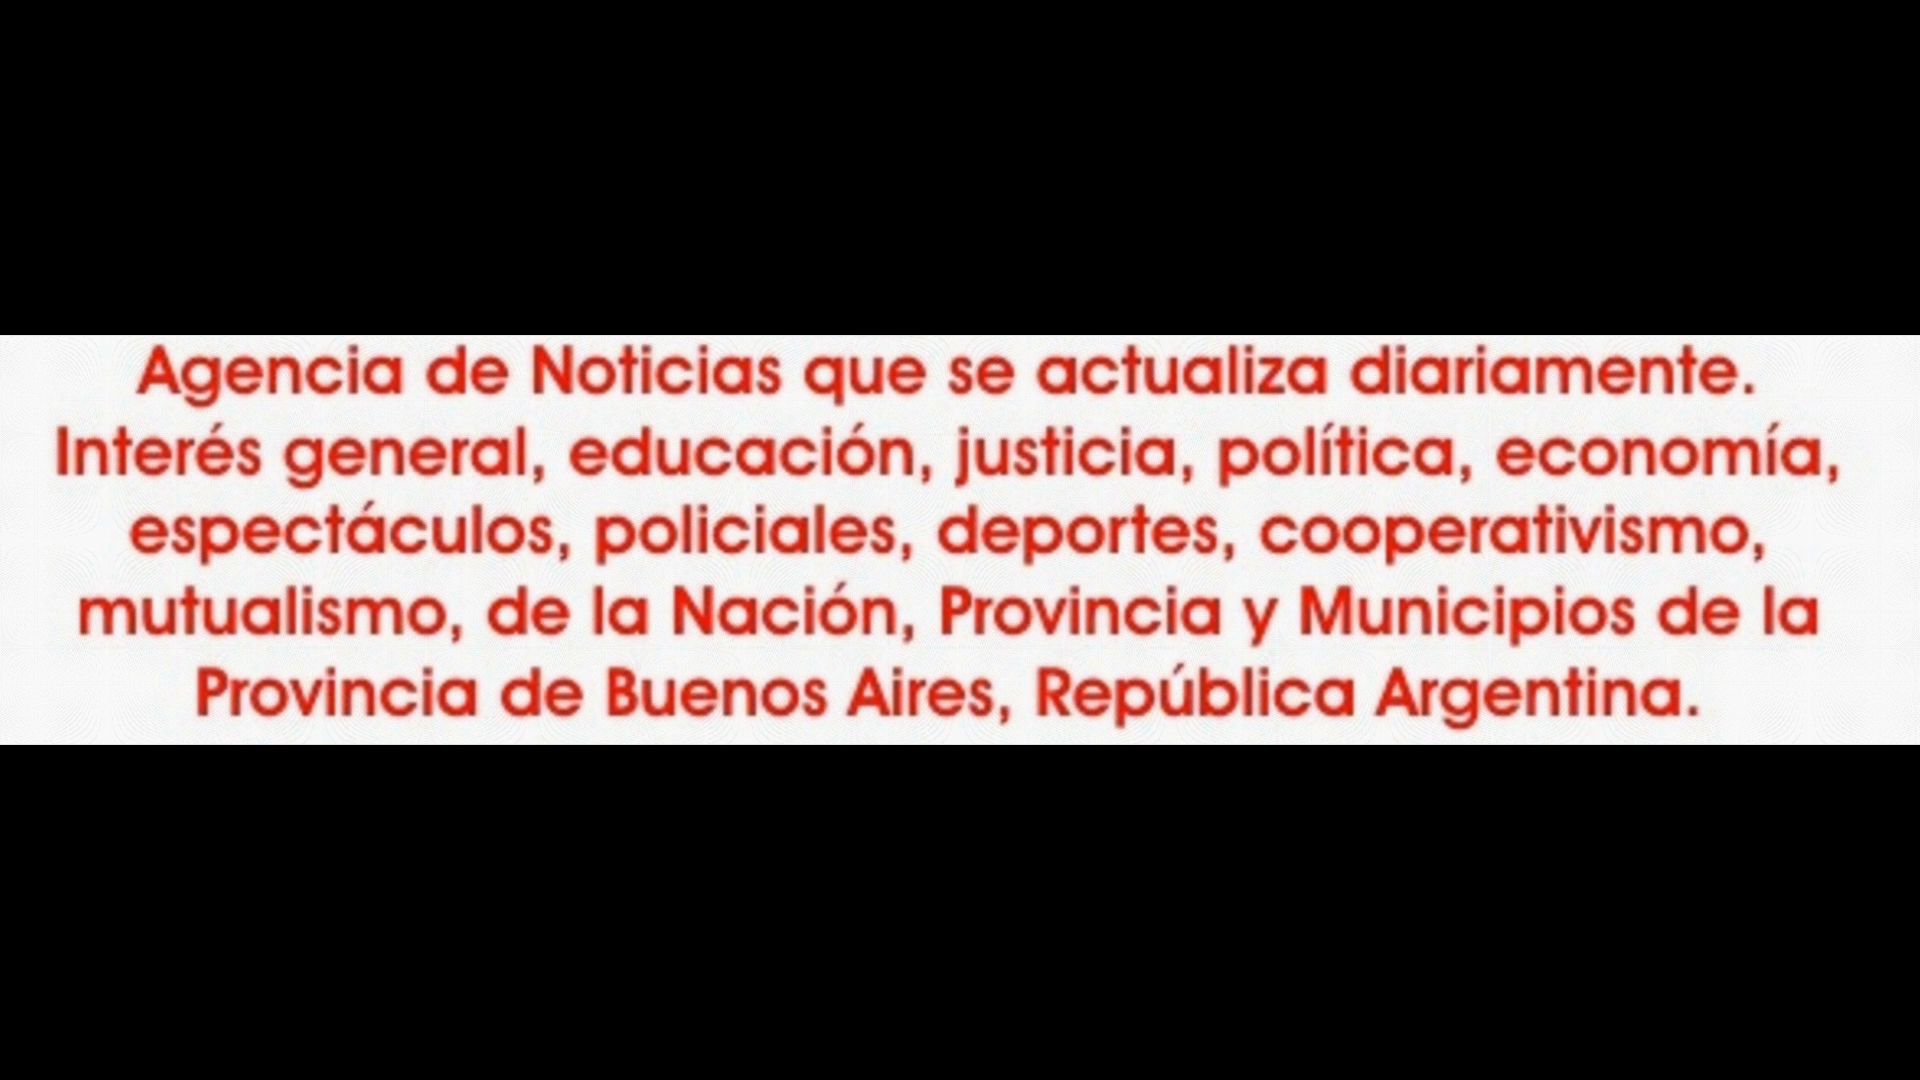 Agencia de Noticias que se actualiza diariamente.
Interés general, educación, justicia, política, economía,
espectáculos, policiales, deportes, cooperativismo,
mutualismo, de la Nación, Provincia y Municipios de la
Provincia de Buenos Aires, República Argentina.